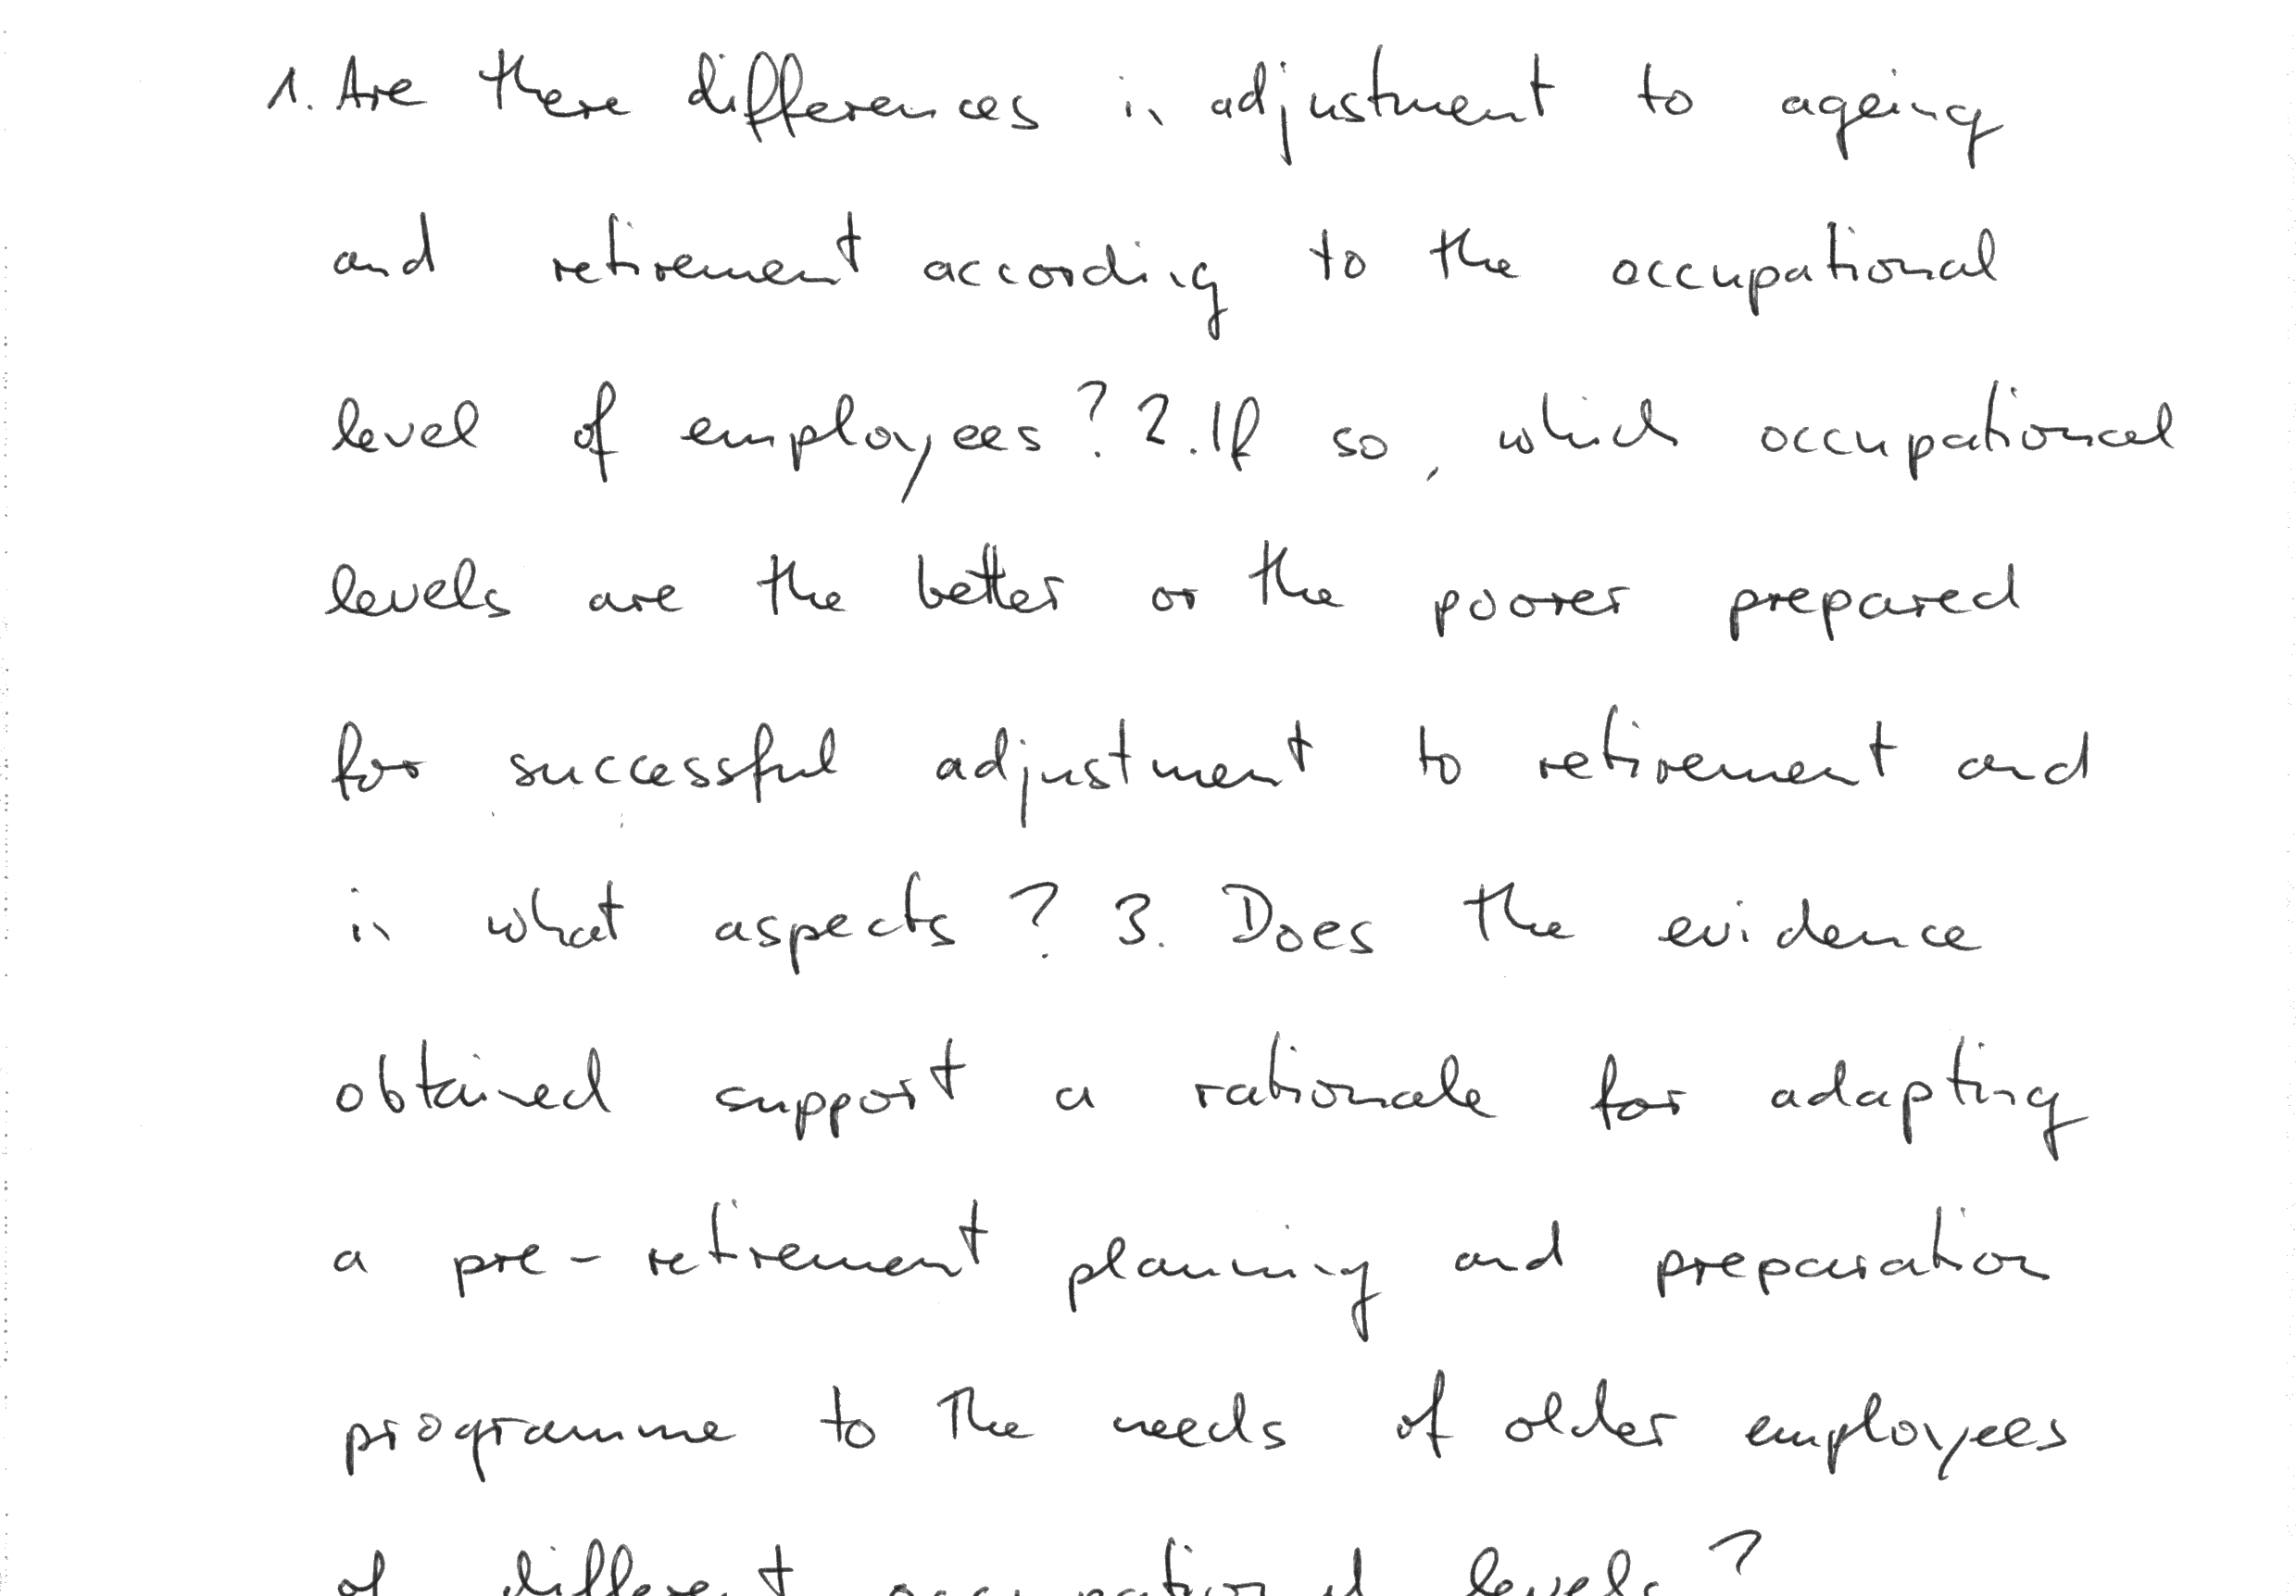 1. Are there differences in adjustment to ageing
and retirement according to the occupational
level of employees? 2. If so, which occupational
levels are the better or the poorer prepared
for successful adjustment to retirement and
in what aspects? 3. Does the evidence
obtained support a rationale for adapting
a pre-retirement planning and preparation
programme to the needs of older employees
of different occupational levels?